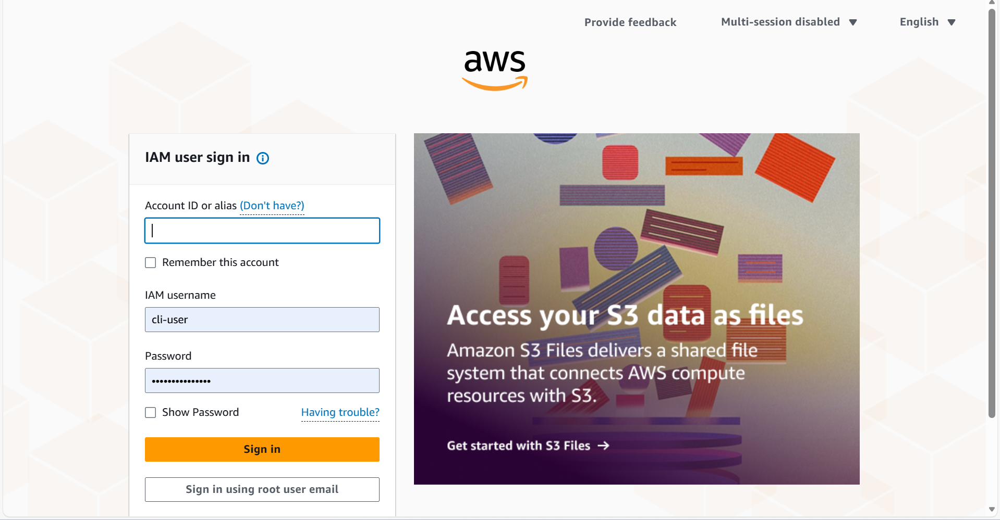 Provide feedback
Multi-session disabled
English
aws
IAM user sign in
Account ID or alias (Don't have?)
Remember this account
IAM username
cli-user
Password
•••••••••••••••
Show Password
Having trouble?
Sign in
Sign in using root user email
Access your S3 data as files
Amazon S3 Files delivers a shared file
system that connects AWS compute
resources with S3.
Get started with S3 Files →